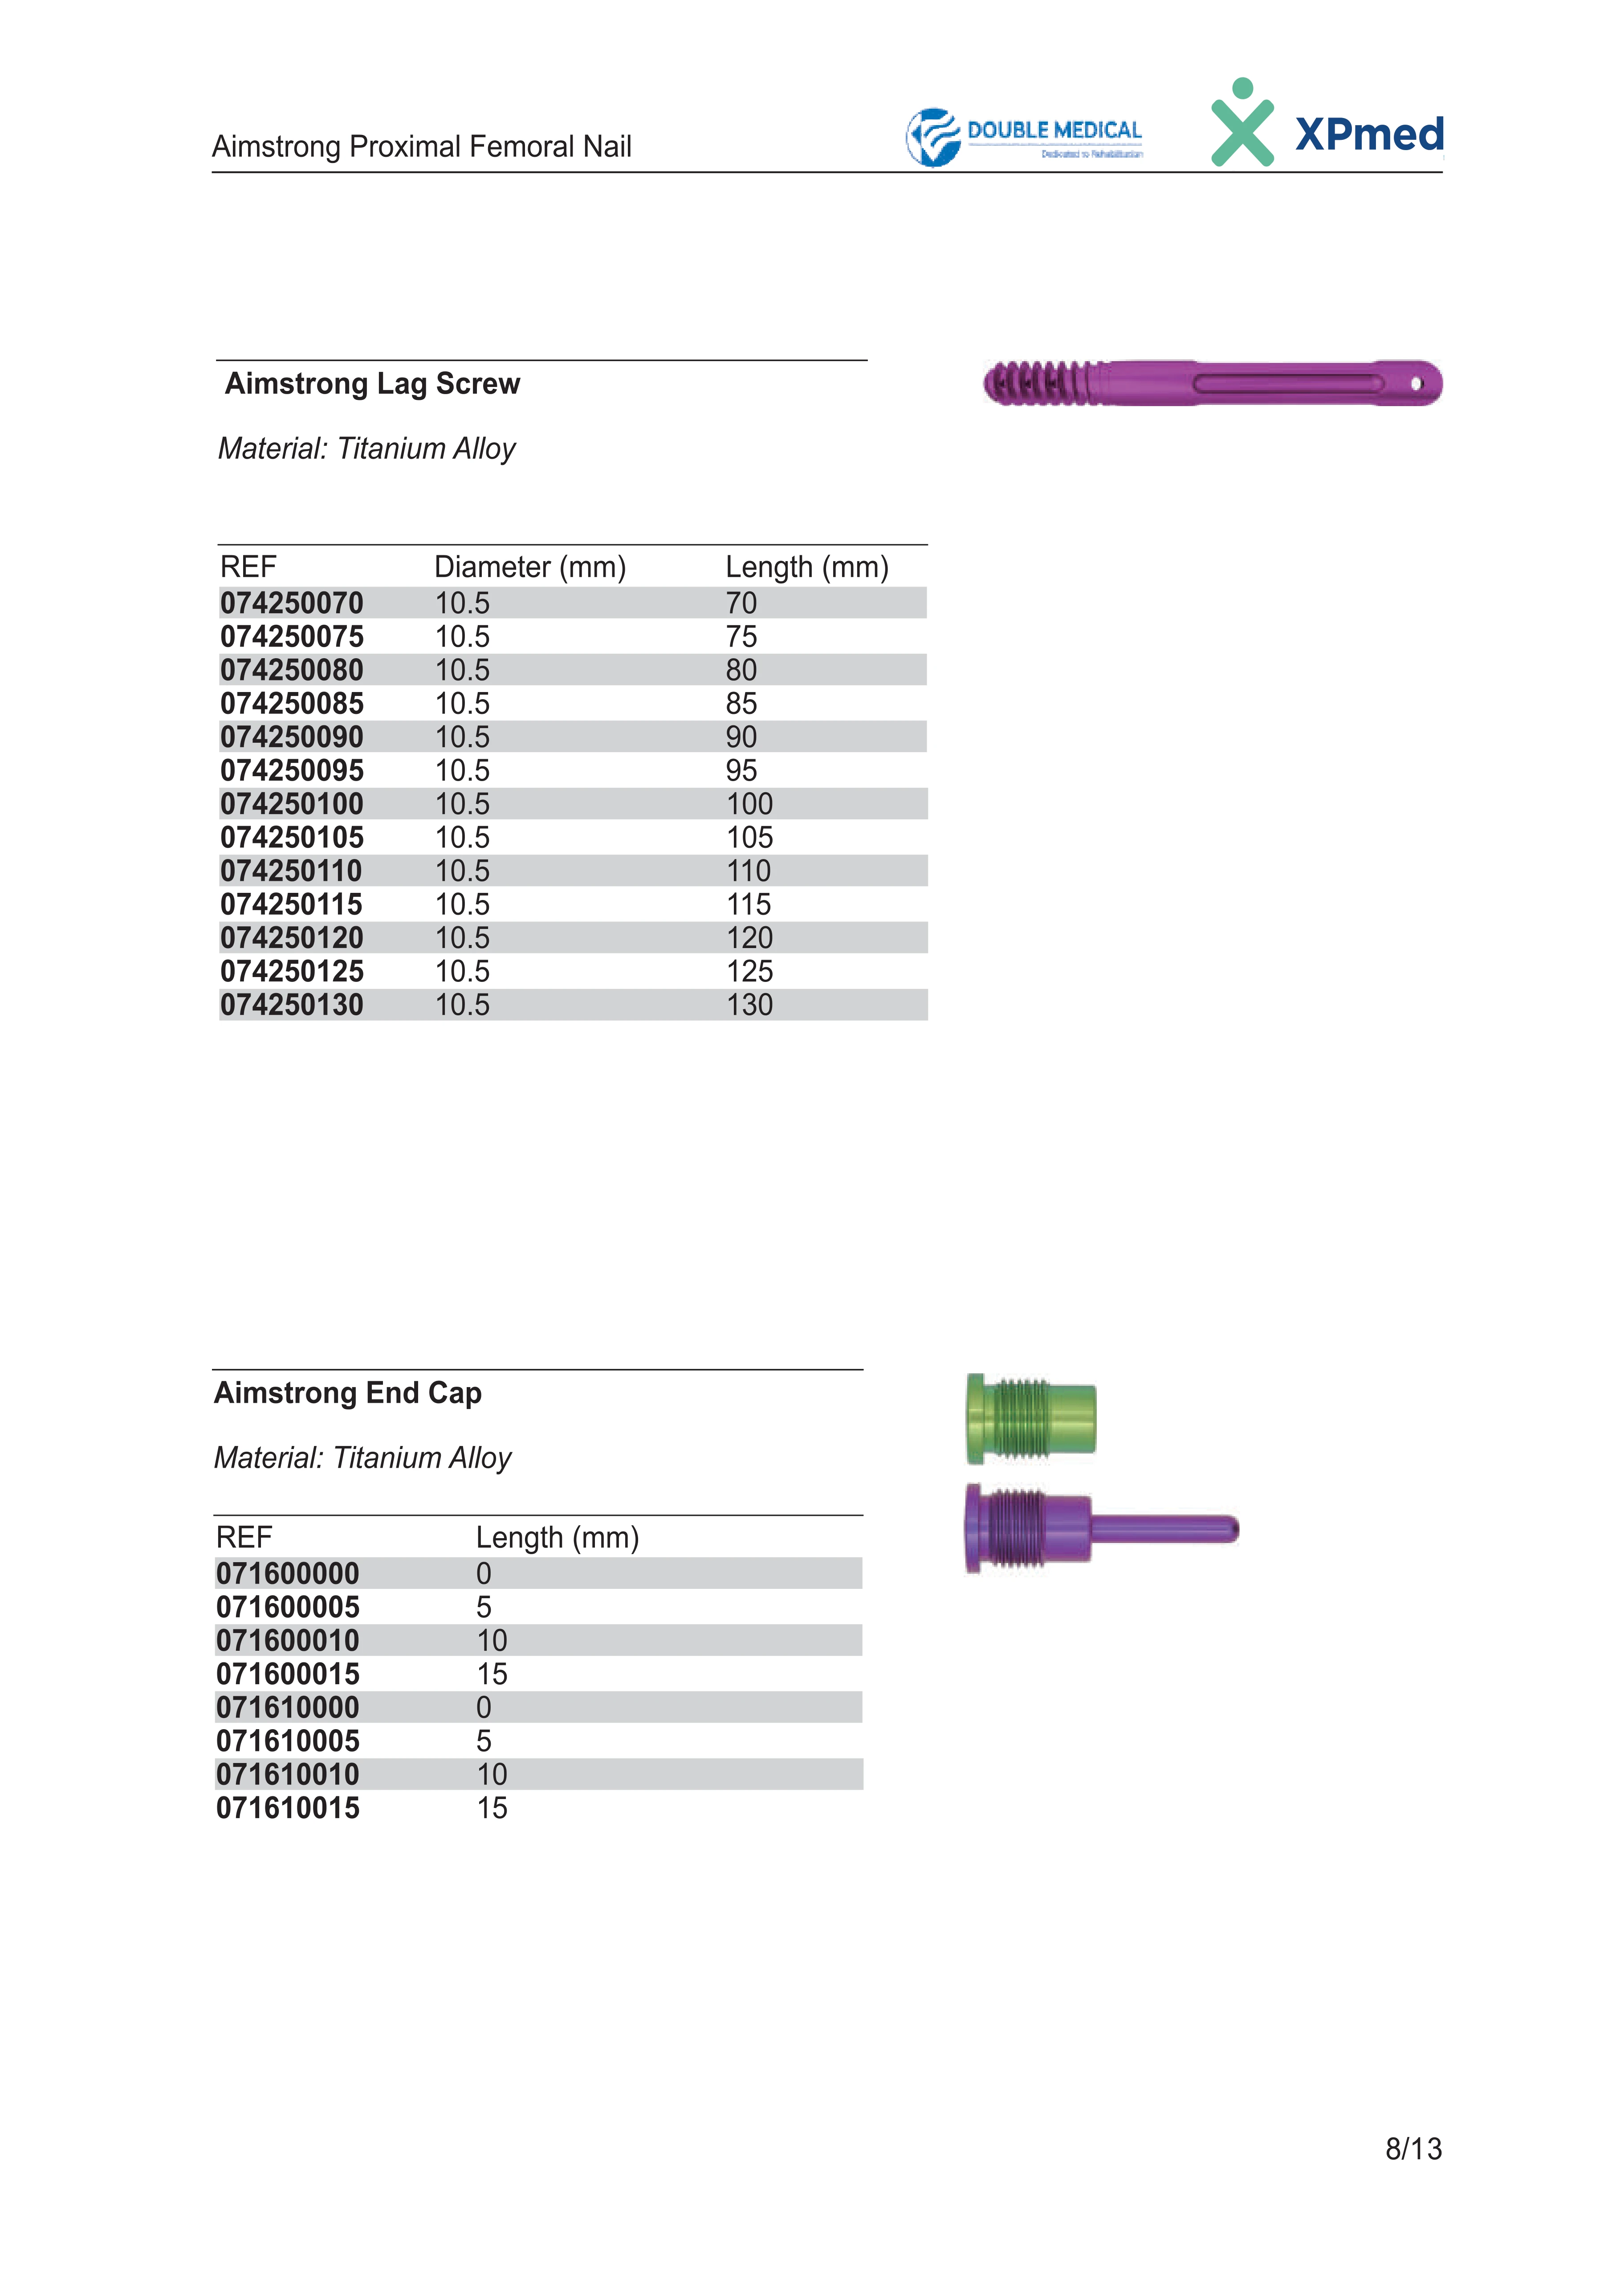 Aimstrong Proximal Femoral Nail
DOUBLE MEDICAL
Dedicated to Rehabilitation
XPmed
Aimstrong Lag Screw
Material: Titanium Alloy
REF Diameter (mm) Length (mm)
074250070 10.5 70
074250075 10.5 75
074250080 10.5 80
074250085 10.5 85
074250090 10.5 90
074250095 10.5 95
074250100 10.5 100
074250105 10.5 105
074250110 10.5 110
074250115 10.5 115
074250120 10.5 120
074250125 10.5 125
074250130 10.5 130
Aimstrong End Cap
Material: Titanium Alloy
REF Length (mm)
071600000 0
071600005 5
071600010 10
071600015 15
071610000 0
071610005 5
071610010 10
071610015 15
8/13